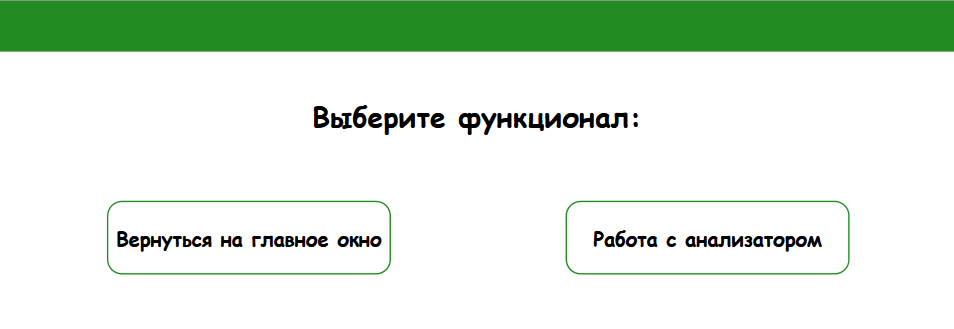 Выберите функционал:
Вернуться на главное окно
Работа с анализатором